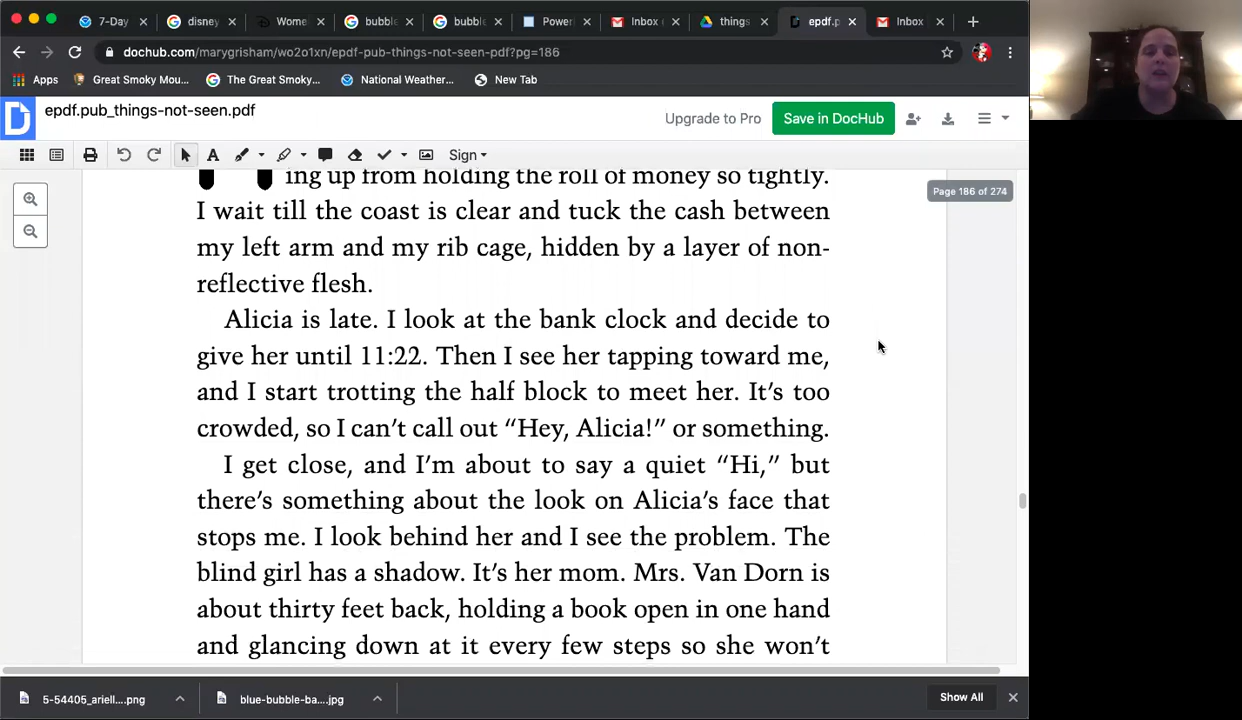 7-Day
disney
Wome
bubble
bubble
Power
Inbox
things
epdf.p
Inbox
dochub.com/marygrisham/wo2o1xn/epdf-pub-things-not-seen-pdf?pg=186
Apps
Great Smoky Mou...
The Great Smoky...
National Weather...
New Tab
epdf.pub_things-not-seen.pdf
Upgrade to Pro
Save in DocHub
Sign
Page 186 of 274
ing up from holding the roll of money so tightly.
I wait till the coast is clear and tuck the cash between
my left arm and my rib cage, hidden by a layer of non-
reflective flesh.
Alicia is late. I look at the bank clock and decide to
give her until 11:22. Then I see her tapping toward me,
and I start trotting the half block to meet her. It's too
crowded, so I can't call out “Hey, Alicia!” or something.
I get close, and I'm about to say a quiet “Hi,” but
there's something about the look on Alicia's face that
stops me. I look behind her and I see the problem. The
blind girl has a shadow. It's her mom. Mrs. Van Dorn is
about thirty feet back, holding a book open in one hand
and glancing down at it every few steps so she won't
5-54405_ariell....png
blue-bubble-ba....jpg
Show All